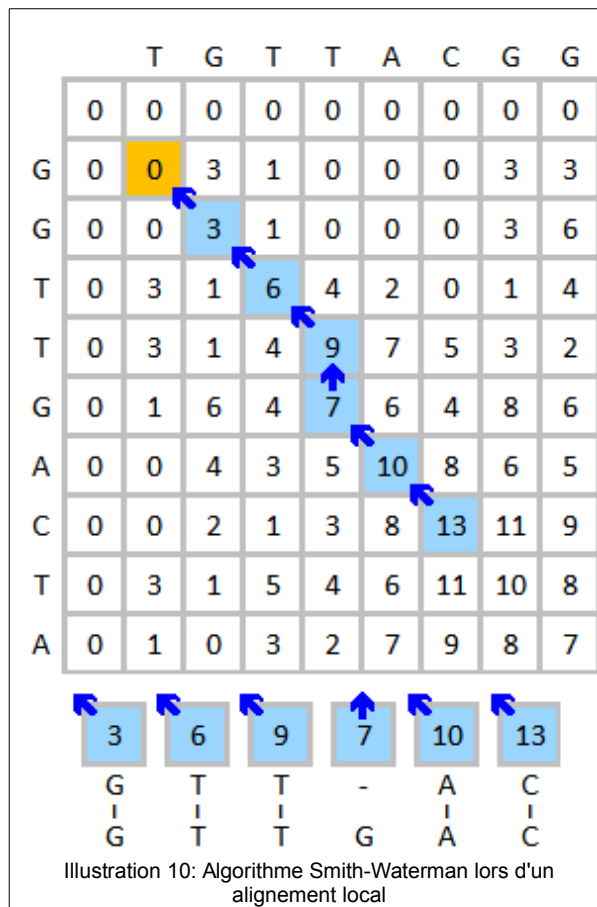 T G T T A C G G
0 0 0 0 0 0 0 0 0
G 0 0 3 1 0 0 0 3 3
G 0 0 3 1 0 0 0 3 6
T 0 3 1 6 4 2 0 1 4
T 0 3 1 4 9 7 5 3 2
G 0 1 6 4 7 6 4 8 6
A 0 0 4 3 5 10 8 6 5
C 0 0 2 1 3 8 13 11 9
T 0 3 1 5 4 6 11 10 8
A 0 1 0 3 2 7 9 8 7
3 6 9 7 10 13
G T T - A C
G T T G A C
Illustration 10: Algorithme Smith-Waterman lors d'un
alignement local